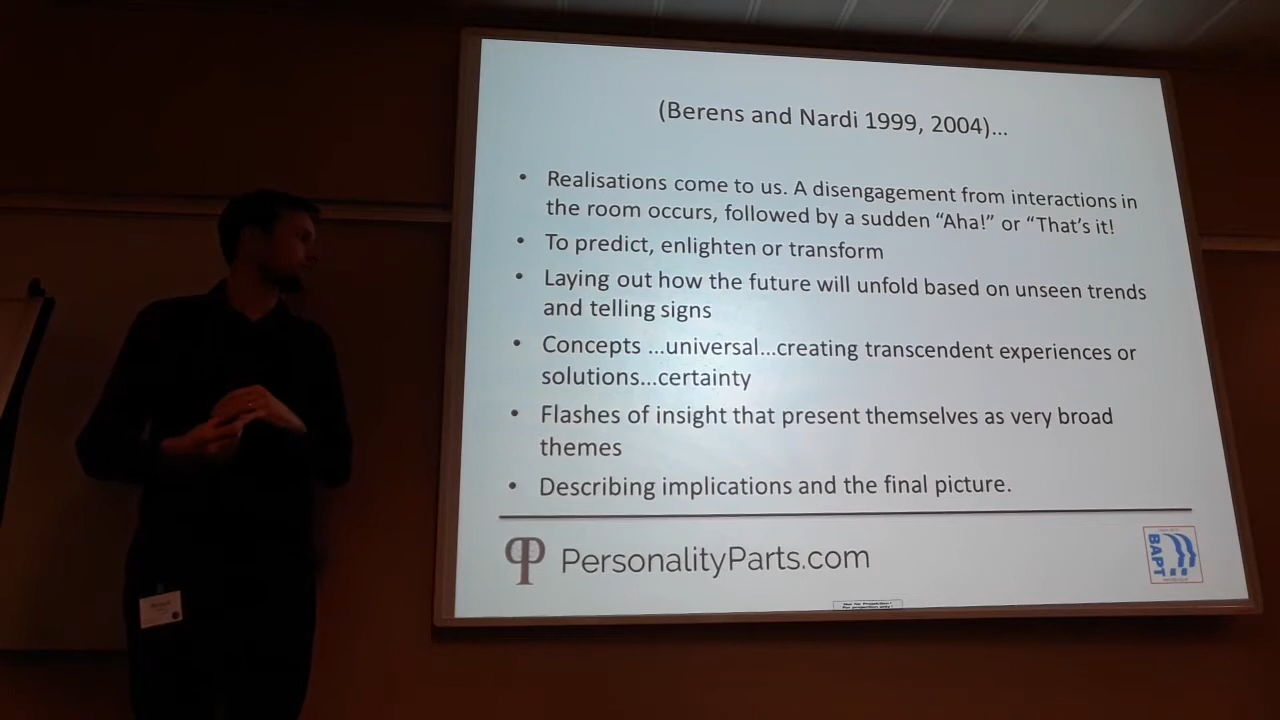 (Berens and Nardi 1999, 2004)...
• Realisations come to us. A disengagement from interactions in
the room occurs, followed by a sudden “Aha!” or “That’s it!
• To predict, enlighten or transform
• Laying out how the future will unfold based on unseen trends
and telling signs
• Concepts ...universal...creating transcendent experiences or
solutions...certainty
• Flashes of insight that present themselves as very broad
themes
• Describing implications and the final picture.
PersonalityParts.com
BAPT